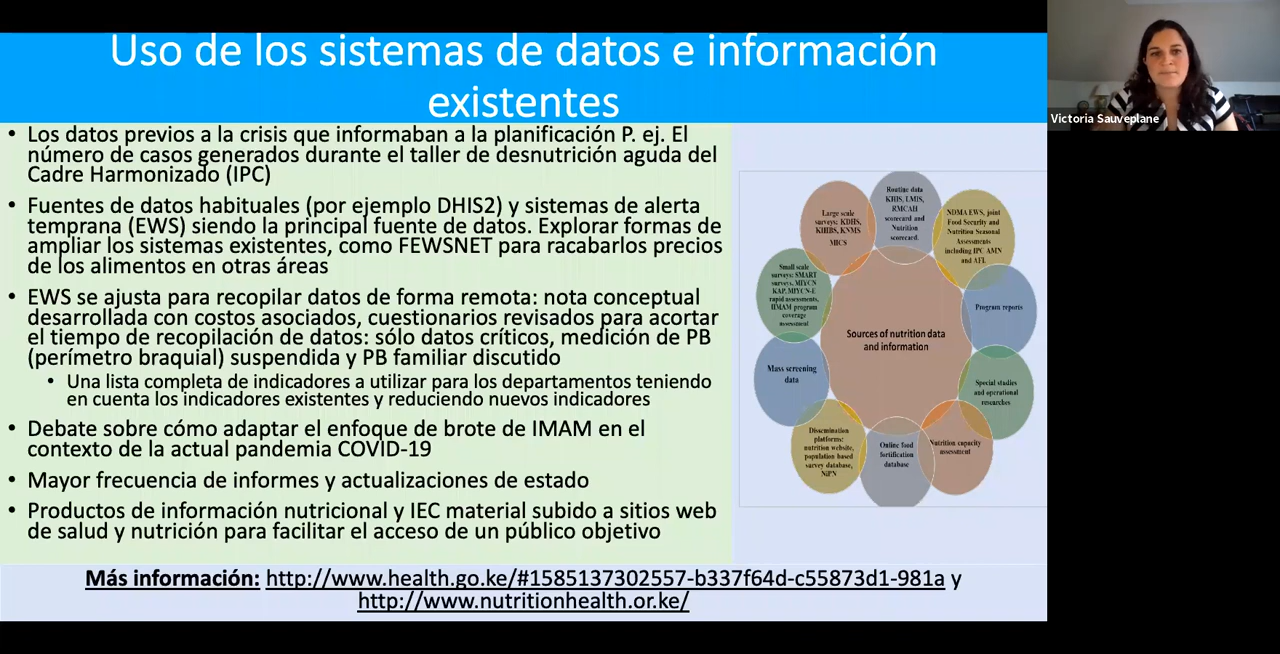 Uso de los sistemas de datos e información
existentes
• Los datos previos a la crisis que informaban a la planificación P. ej. El
número de casos generados durante el taller de desnutrición aguda del
Cadre Harmonizado (IPC)
• Fuentes de datos habituales (por ejemplo DHIS2) y sistemas de alerta
temprana (EWS) siendo la principal fuente de datos. Explorar formas de
ampliar los sistemas existentes, como FEWSNET para racabarlos precios
de los alimentos en otras áreas
• EWS se ajusta para recopilar datos de forma remota: nota conceptual
desarrollada con costos asociados, cuestionarios revisados para acortar
el tiempo de recopilación de datos: sólo datos críticos, medición de PB
(perímetro braquial) suspendida y PB familiar discutido
• Una lista completa de indicadores a utilizar para los departamentos teniendo
en cuenta los indicadores existentes y reduciendo nuevos indicadores
• Debate sobre cómo adaptar el enfoque de brote de IMAM en el
contexto de la actual pandemia COVID-19
• Mayor frecuencia de informes y actualizaciones de estado
• Productos de información nutricional y IEC material subido a sitios web
de salud y nutrición para facilitar el acceso de un público objetivo
Routine data
KHIS, LMIS,
RMCAH
scorecard and
Nutrition
scorecard.
NDMA EWS, joint
Food Security and
Nutrition Seasonal
Assessments
including IPC AMN
and AFI.
Program reports
Special studies
and operational
researches
Nutrition capacity
assessment
Online food
fortification
database
Dissemination
platforms:
nutrition website,
population based
survey database,
NiPN
Mass screening
data
Small scale
surveys: SMART
surveys, MIYCN
KAP, MIYCN-E
rapid assessments,
IMAM program
coverage
assessment
Large scale
surveys: KDHS,
KIHBS, KNMS
MICS
Sources of nutrition data
and information
Más información: http://www.health.go.ke/#1585137302557-b337f64d-c55873d1-981a y
http://www.nutritionhealth.or.ke/
Victoria Sauveplane